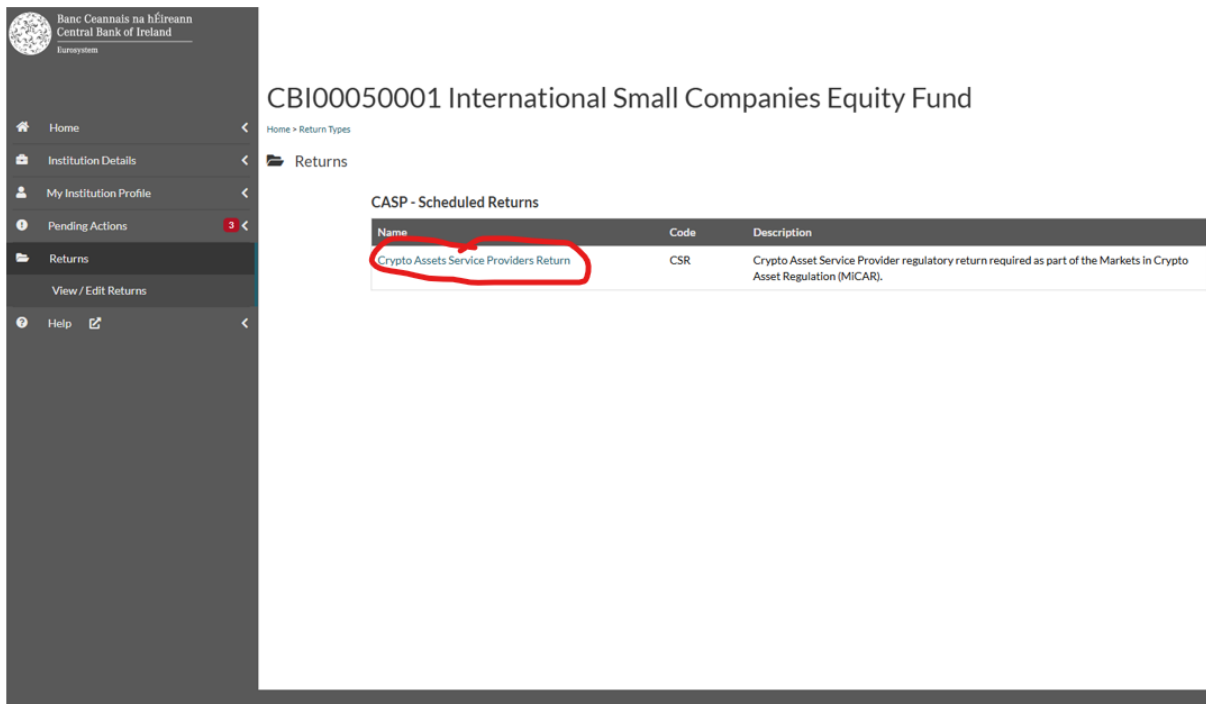 Banc Ceannais na hÉireann
Central Bank of Ireland
Eurosystem
CBI00050001 International Small Companies Equity Fund
Home > Return Types
Home
Institution Details
My Institution Profile
Pending Actions 3
Returns
View / Edit Returns
Help
Returns
CASP - Scheduled Returns
Name Code Description
Crypto Assets Service Providers Return CSR Crypto Asset Service Provider regulatory return required as part of the Markets in Crypto
Asset Regulation (MiCAR).